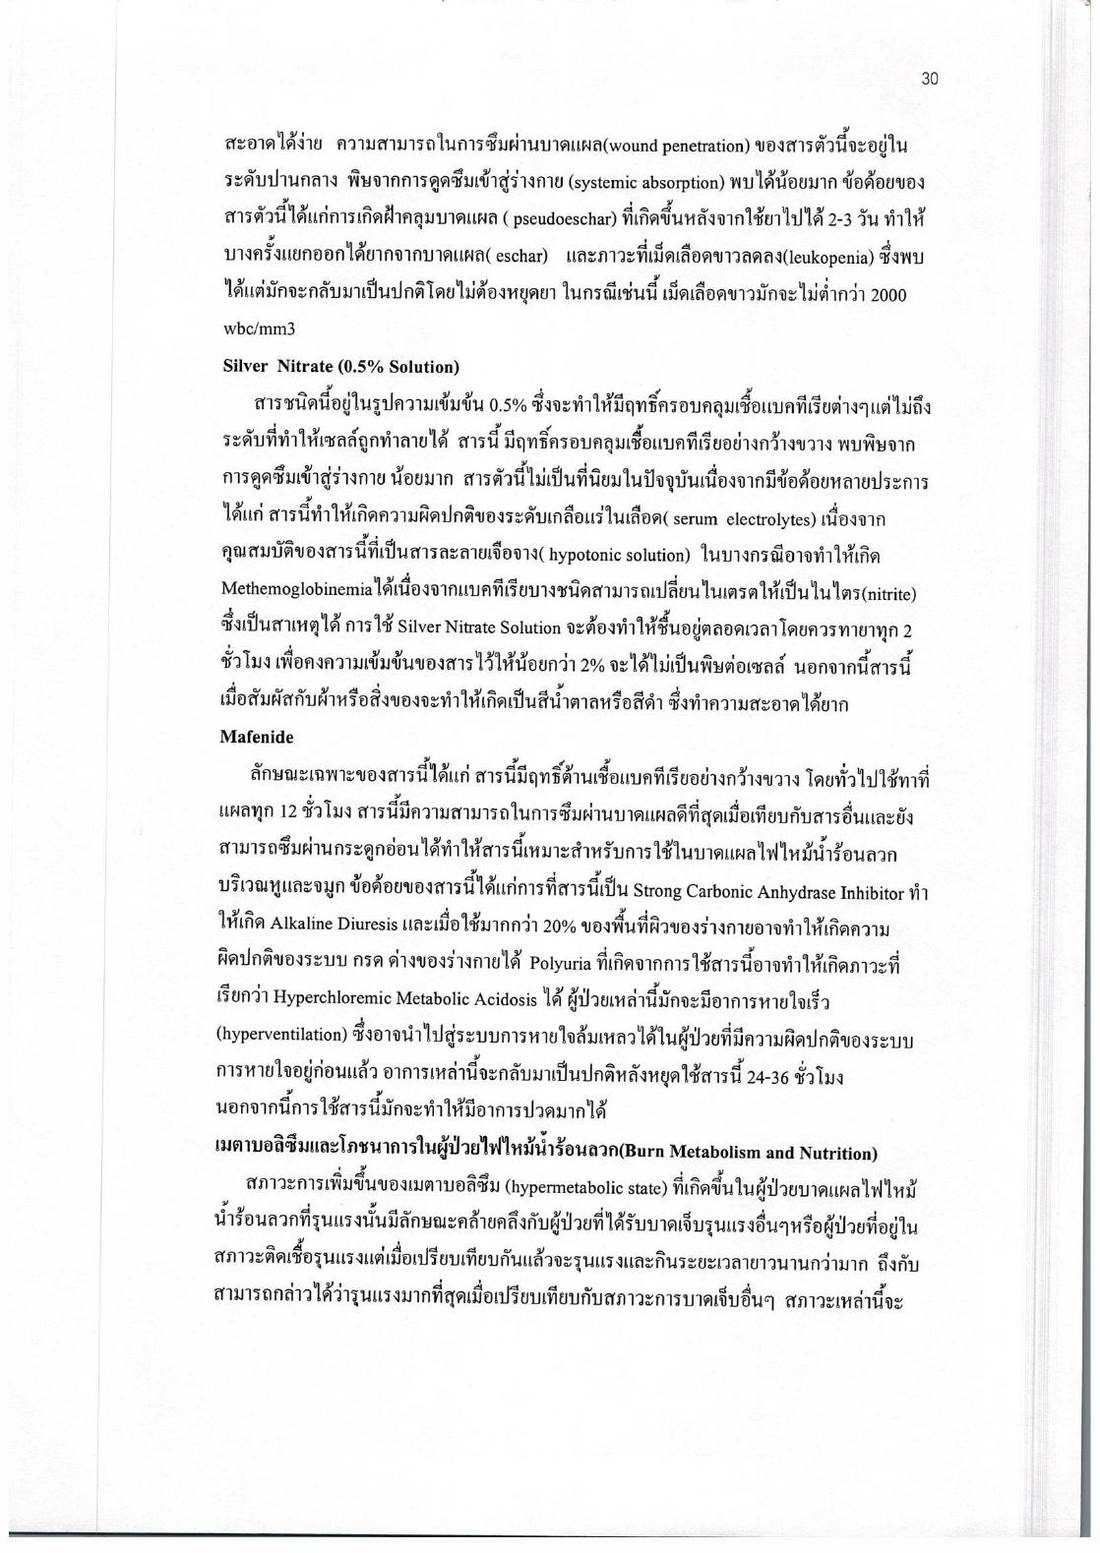 30
สะอาดได้ง่าย ความสามารถในการซึมผ่านบาดแผล(wound penetration) ของสารตัวนี้จะอยู่ใน
ระดับปานกลาง พิษจากการดูดซึมเข้าสู่ร่างกาย (systemic absorption) พบได้น้อยมาก ข้อด้อยของ
สารตัวนี้ได้แก่การเกิดฝ้าคลุมบาดแผล ( pseudoeschar) ที่เกิดขึ้นหลังจากใช้ยาไปได้ 2-3 วัน ทำให้
บางครั้งแยกออกได้ยากจากบาดแผล( eschar) และภาวะที่เม็ดเลือดขาวลดลง(leukopenia) ซึ่งพบ
ได้แต่มักจะกลับมาเป็นปกติโดยไม่ต้องหยุดยา ในกรณีเช่นนี้ เม็ดเลือดขาวมักจะไม่ต่ำกว่า 2000
wbc/mm3
Silver Nitrate (0.5% Solution)
สารชนิดนี้อยู่ในรูปความเข้มข้น 0.5% ซึ่งจะทำให้มีฤทธิ์ครอบคลุมเชื้อแบคทีเรียต่างๆแต่ไม่ถึง
ระดับที่ทำให้เซลล์ถูกทำลายได้ สารนี้ มีฤทธิ์ครอบคลุมเชื้อแบคทีเรียอย่างกว้างขวาง พบพิษจาก
การดูดซึมเข้าสู่ร่างกาย น้อยมาก สารตัวนี้ไม่เป็นที่นิยมในปัจจุบันเนื่องจากมีข้อด้อยหลายประการ
ได้แก่ สารนี้ทำให้เกิดความผิดปกติของระดับเกลือแร่ในเลือด( serum electrolytes) เนื่องจาก
คุณสมบัติของสารนี้ที่เป็นสารละลายเจือจาง( hypotonic solution) ในบางกรณีอาจทำให้เกิด
Methemoglobinemiaได้เนื่องจากแบคทีเรียบางชนิดสามารถเปลี่ยนไนเตรตให้เป็นไนไตร(nitrite)
ซึ่งเป็นสาเหตุได้ การใช้ Silver Nitrate Solution จะต้องทำให้ชื้นอยู่ตลอดเวลาโดยควรทายาทุก 2
ชั่วโมง เพื่อคงความเข้มข้นของสารไว้ให้น้อยกว่า 2% จะได้ไม่เป็นพิษต่อเซลล์ นอกจากนี้สารนี้
เมื่อสัมผัสกับผ้าหรือสิ่งของจะทำให้เกิดเป็นสีน้ำตาลหรือสีดำ ซึ่งทำความสะอาดได้ยาก
Mafenide
ลักษณะเฉพาะของสารนี้ได้แก่ สารนี้มีฤทธิ์ต้านเชื้อแบคทีเรียอย่างกว้างขวาง โดยทั่วไปใช้ทาที่
แผลทุก 12 ชั่วโมง สารนี้มีความสามารถในการซึมผ่านบาดแผลดีที่สุดเมื่อเทียบกับสารอื่นและยัง
สามารถซึมผ่านกระดูกอ่อนได้ทำให้สารนี้เหมาะสำหรับการใช้ในบาดแผลไฟไหม้น้ำร้อนลวก
บริเวณหูและจมูก ข้อด้อยของสารนี้ได้แก่การที่สารนี้เป็น Strong Carbonic Anhydrase Inhibitor ทำ
ให้เกิด Alkaline Diuresis และเมื่อใช้มากกว่า 20% ของพื้นที่ผิวของร่างกายอาจทำให้เกิดความ
ผิดปกติของระบบ กรด ด่างของร่างกายได้ Polyuria ที่เกิดจากการใช้สารนี้อาจทำให้เกิดภาวะที่
เรียกว่า Hyperchloremic Metabolic Acidosis ได้ ผู้ป่วยเหล่านี้มักจะมีอาการหายใจเร็ว
(hyperventilation) ซึ่งอาจนำไปสู่ระบบการหายใจล้มเหลวได้ในผู้ป่วยที่มีความผิดปกติของระบบ
การหายใจอยู่ก่อนแล้ว อาการเหล่านี้จะกลับมาเป็นปกติหลังหยุดใช้สารนี้ 24-36 ชั่วโมง
นอกจากนี้การใช้สารนี้มักจะทำให้มีอาการปวดมากได้
เมตาบอลิซึมและโภชนาการในผู้ป่วยไฟไหม้น้ำร้อนลวก(Burn Metabolism and Nutrition)
สภาวะการเพิ่มขึ้นของเมตาบอลิซึม (hypermetabolic state) ที่เกิดขึ้นในผู้ป่วยบาดแผลไฟไหม้
น้ำร้อนลวกที่รุนแรงนั้นมีลักษณะคล้ายคลึงกับผู้ป่วยที่ได้รับบาดเจ็บรุนแรงอื่นๆหรือผู้ป่วยที่อยู่ใน
สภาวะติดเชื้อรุนแรงแต่เมื่อเปรียบเทียบกันแล้วจะรุนแรงและกินระยะเวลายาวนานกว่ามาก ถึงกับ
สามารถกล่าวได้ว่ารุนแรงมากที่สุดเมื่อเปรียบเทียบกับสภาวะการบาดเจ็บอื่นๆ สภาวะเหล่านี้จะ